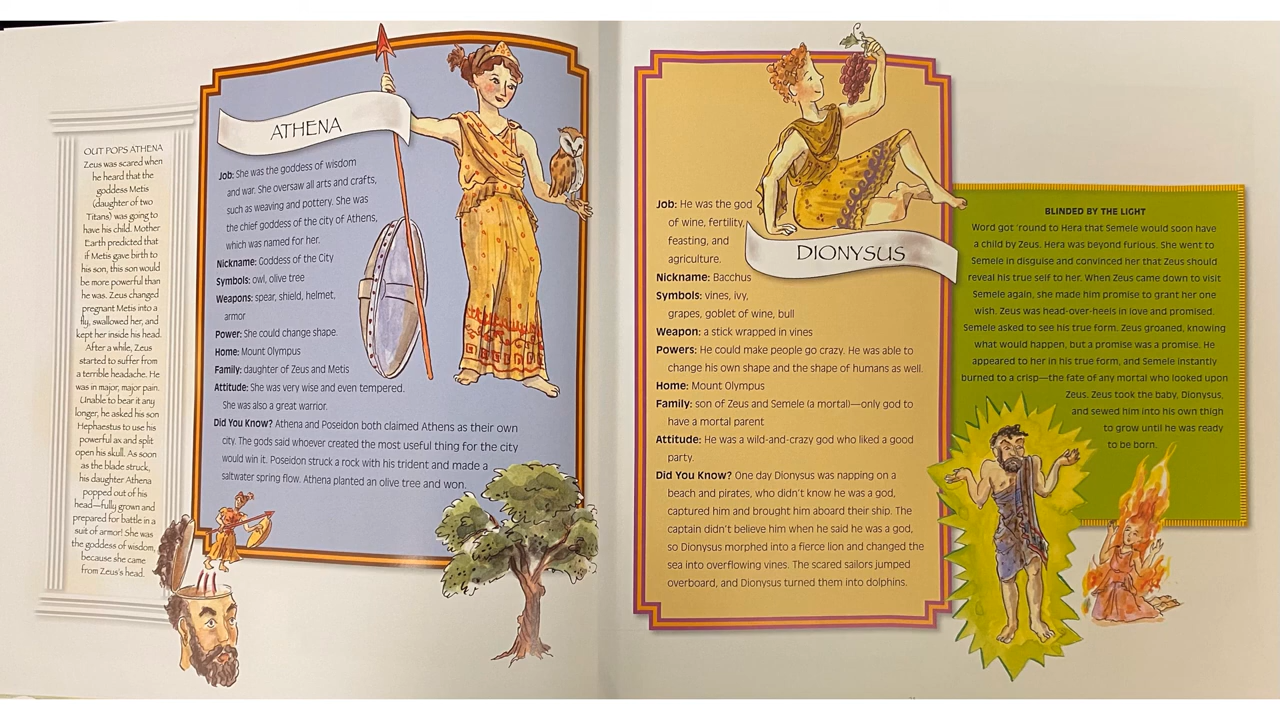 OUT POPS ATHENA
Zeus was scared when
he heard that the
goddess Metis
(daughter of two
Titans) was going to
have his child. Mother
Earth predicted that
if Metis gave birth to
his son, this son would
be more powerful than
he was. Zeus changed
pregnant Metis into a
fly, swallowed her, and
kept her inside his head.
After a while, Zeus
started to suffer from
a terrible headache. He
was in major, major pain.
Unable to bear it any
longer, he asked his son
Hephaestus to use his
powerful ax and split
open his skull. As soon
as the blade struck,
his daughter Athena
popped out of his
head—fully grown and
prepared for battle in a
suit of armor! She was
the goddess of wisdom,
because she came
from Zeus's head.
ATHENA
Job: She was the goddess of wisdom
and war. She oversaw all arts and crafts,
such as weaving and pottery. She was
the chief goddess of the city of Athens,
which was named for her.
Nickname: Goddess of the City
Symbols: owl, olive tree
Weapons: spear, shield, helmet,
armor
Power: She could change shape.
Home: Mount Olympus
Family: daughter of Zeus and Metis
Attitude: She was very wise and even tempered.
She was also a great warrior.
Did You Know? Athena and Poseidon both claimed Athens as their own
city. The gods said whoever created the most useful thing for the city
would win it. Poseidon struck a rock with his trident and made a
saltwater spring flow. Athena planted an olive tree and won.
DIONYSUS
Job: He was the god
of wine, fertility,
feasting, and
agriculture.
Nickname: Bacchus
Symbols: vines, ivy,
grapes, goblet of wine, bull
Weapon: a stick wrapped in vines
Powers: He could make people go crazy. He was able to
change his own shape and the shape of humans as well.
Home: Mount Olympus
Family: son of Zeus and Semele (a mortal)—only god to
have a mortal parent
Attitude: He was a wild-and-crazy god who liked a good
party.
Did You Know? One day Dionysus was napping on a
beach and pirates, who didn't know he was a god,
captured him and brought him aboard their ship. The
captain didn't believe him when he said he was a god,
so Dionysus morphed into a fierce lion and changed the
sea into overflowing vines. The scared sailors jumped
overboard, and Dionysus turned them into dolphins.
BLINDED BY THE LIGHT
Word got 'round to Hera that Semele would soon have
a child by Zeus. Hera was beyond furious. She went to
Semele in disguise and convinced her that Zeus should
reveal his true self to her. When Zeus came down to visit
Semele again, she made him promise to grant her one
wish. Zeus was head-over-heels in love and promised.
Semele asked to see his true form. Zeus groaned, knowing
what would happen, but a promise was a promise. He
appeared to her in his true form, and Semele instantly
burned to a crisp—the fate of any mortal who looked upon
Zeus. Zeus took the baby, Dionysus,
and sewed him into his own thigh
to grow until he was ready
to be born.